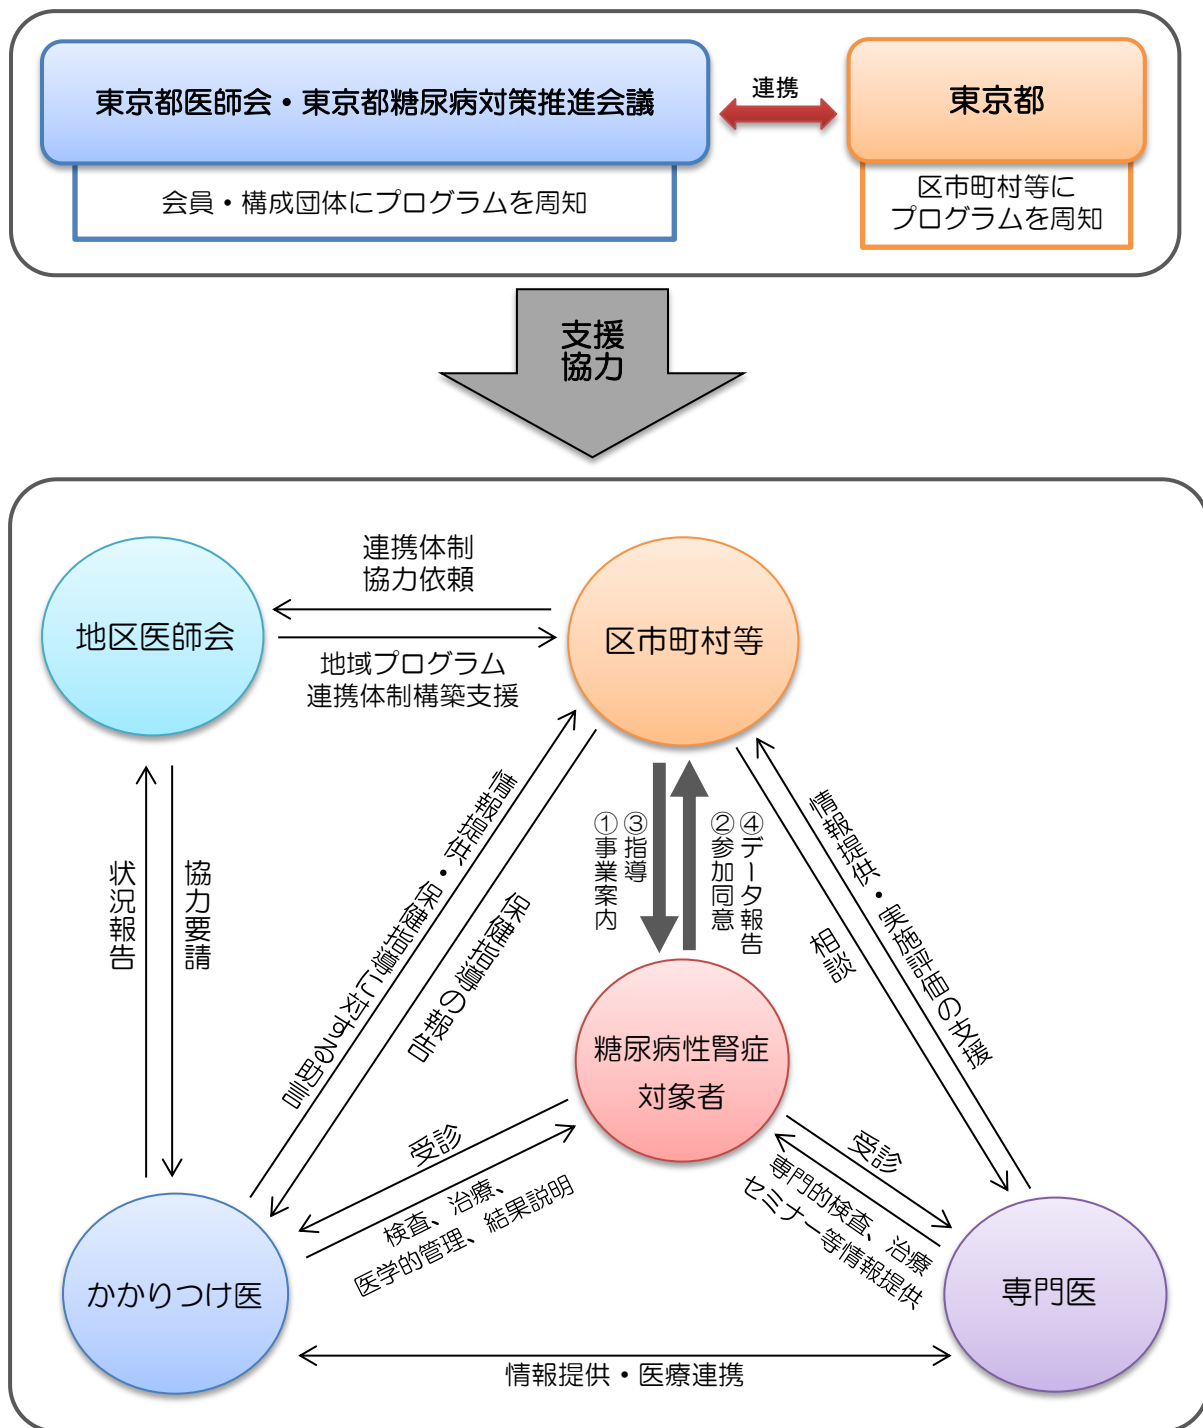 東京都医師会・東京都糖尿病対策推進会議
連携
東京都
会員・構成団体にプログラムを周知
区市町村等に
プログラムを周知
支援
協力
連携体制
協力依頼
地区医師会
区市町村等
地域プログラム
連携体制構築支援
情報提供・保健指導に対する助言
保健指導の報告
①事業案内
③指導
②参加同意
④データ報告
情報提供・実施評価の支援
相談
状況報告
協力要請
糖尿病性腎症
対象者
受診
検査、治療、
医学的管理、結果説明
受診
専門的検査、治療
セミナー等情報提供
かかりつけ医
専門医
情報提供・医療連携